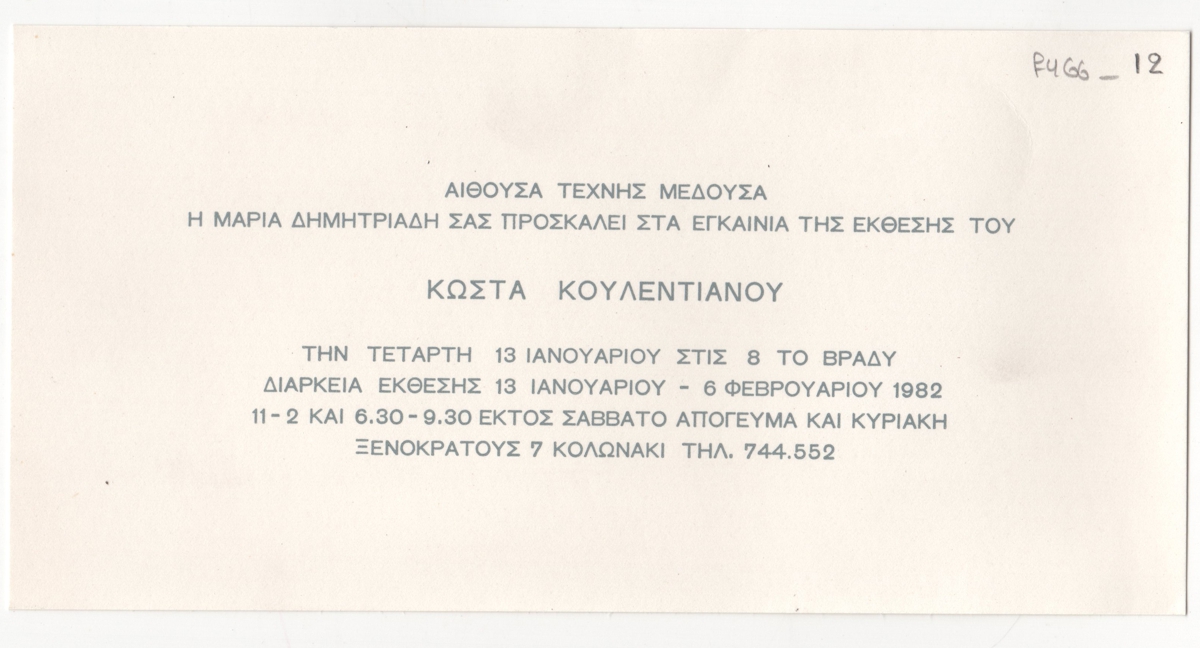 F466 - 12
ΑΙΘΟΥΣΑ ΤΕΧΝΗΣ ΜΕΔΟΥΣΑ
Η ΜΑΡΙΑ ΔΗΜΗΤΡΙΑΔΗ ΣΑΣ ΠΡΟΣΚΑΛΕΙ ΣΤΑ ΕΓΚΑΙΝΙΑ ΤΗΣ ΕΚΘΕΣΗΣ ΤΟΥ
ΚΩΣΤΑ ΚΟΥΛΕΝΤΙΑΝΟΥ
ΤΗΝ ΤΕΤΑΡΤΗ 13 ΙΑΝΟΥΑΡΙΟΥ ΣΤΙΣ 8 ΤΟ ΒΡΑΔΥ
ΔΙΑΡΚΕΙΑ ΕΚΘΕΣΗΣ 13 ΙΑΝΟΥΑΡΙΟΥ - 6 ΦΕΒΡΟΥΑΡΙΟΥ 1982
11-2 ΚΑΙ 6.30-9.30 ΕΚΤΟΣ ΣΑΒΒΑΤΟ ΑΠΟΓΕΥΜΑ ΚΑΙ ΚΥΡΙΑΚΗ
ΞΕΝΟΚΡΑΤΟΥΣ 7 ΚΟΛΩΝΑΚΙ ΤΗΛ. 744.552